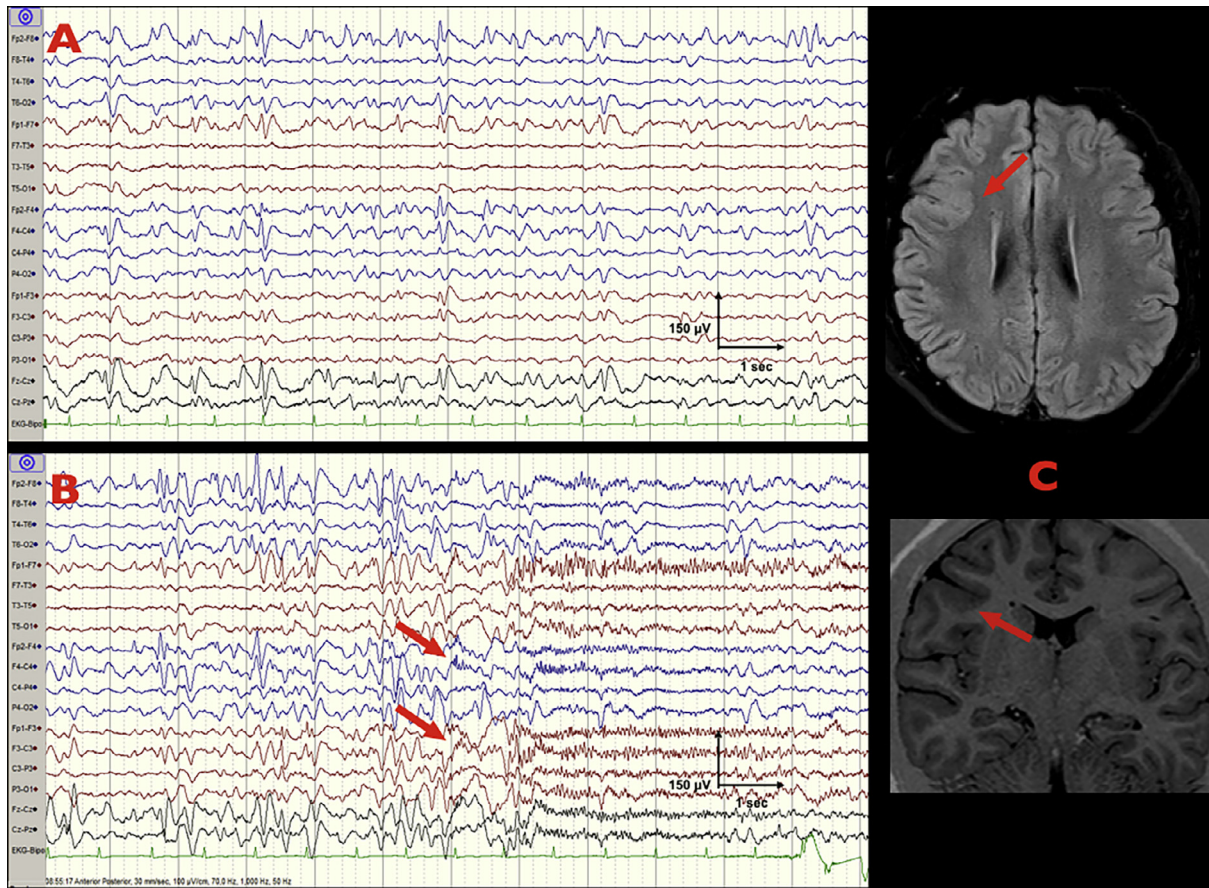 A
Fp2-F8
F8-T4
T4-T6
T6-O2
Fp1-F7
F7-T3
T3-T5
T5-O1
Fp2-F4
F4-C4
C4-P4
P4-O2
Fp1-F3
F3-C3
C3-P3
P3-O1
Fz-Cz
Cz-Pz
EKG-Bipo
150 µV
1 sec
B
Fp2-F8
F8-T4
T4-T6
T6-O2
Fp1-F7
F7-T3
T3-T5
T5-O1
Fp2-F4
F4-C4
C4-P4
P4-O2
Fp1-F3
F3-C3
C3-P3
P3-O1
Fz-Cz
Cz-Pz
EKG-Bipo
150 µV
1 sec
08:55:17 Anterior Posterior, 30 mm/sec, 100 µV/cm, 70,0 Hz, 1,000 Hz, 50 Hz
C